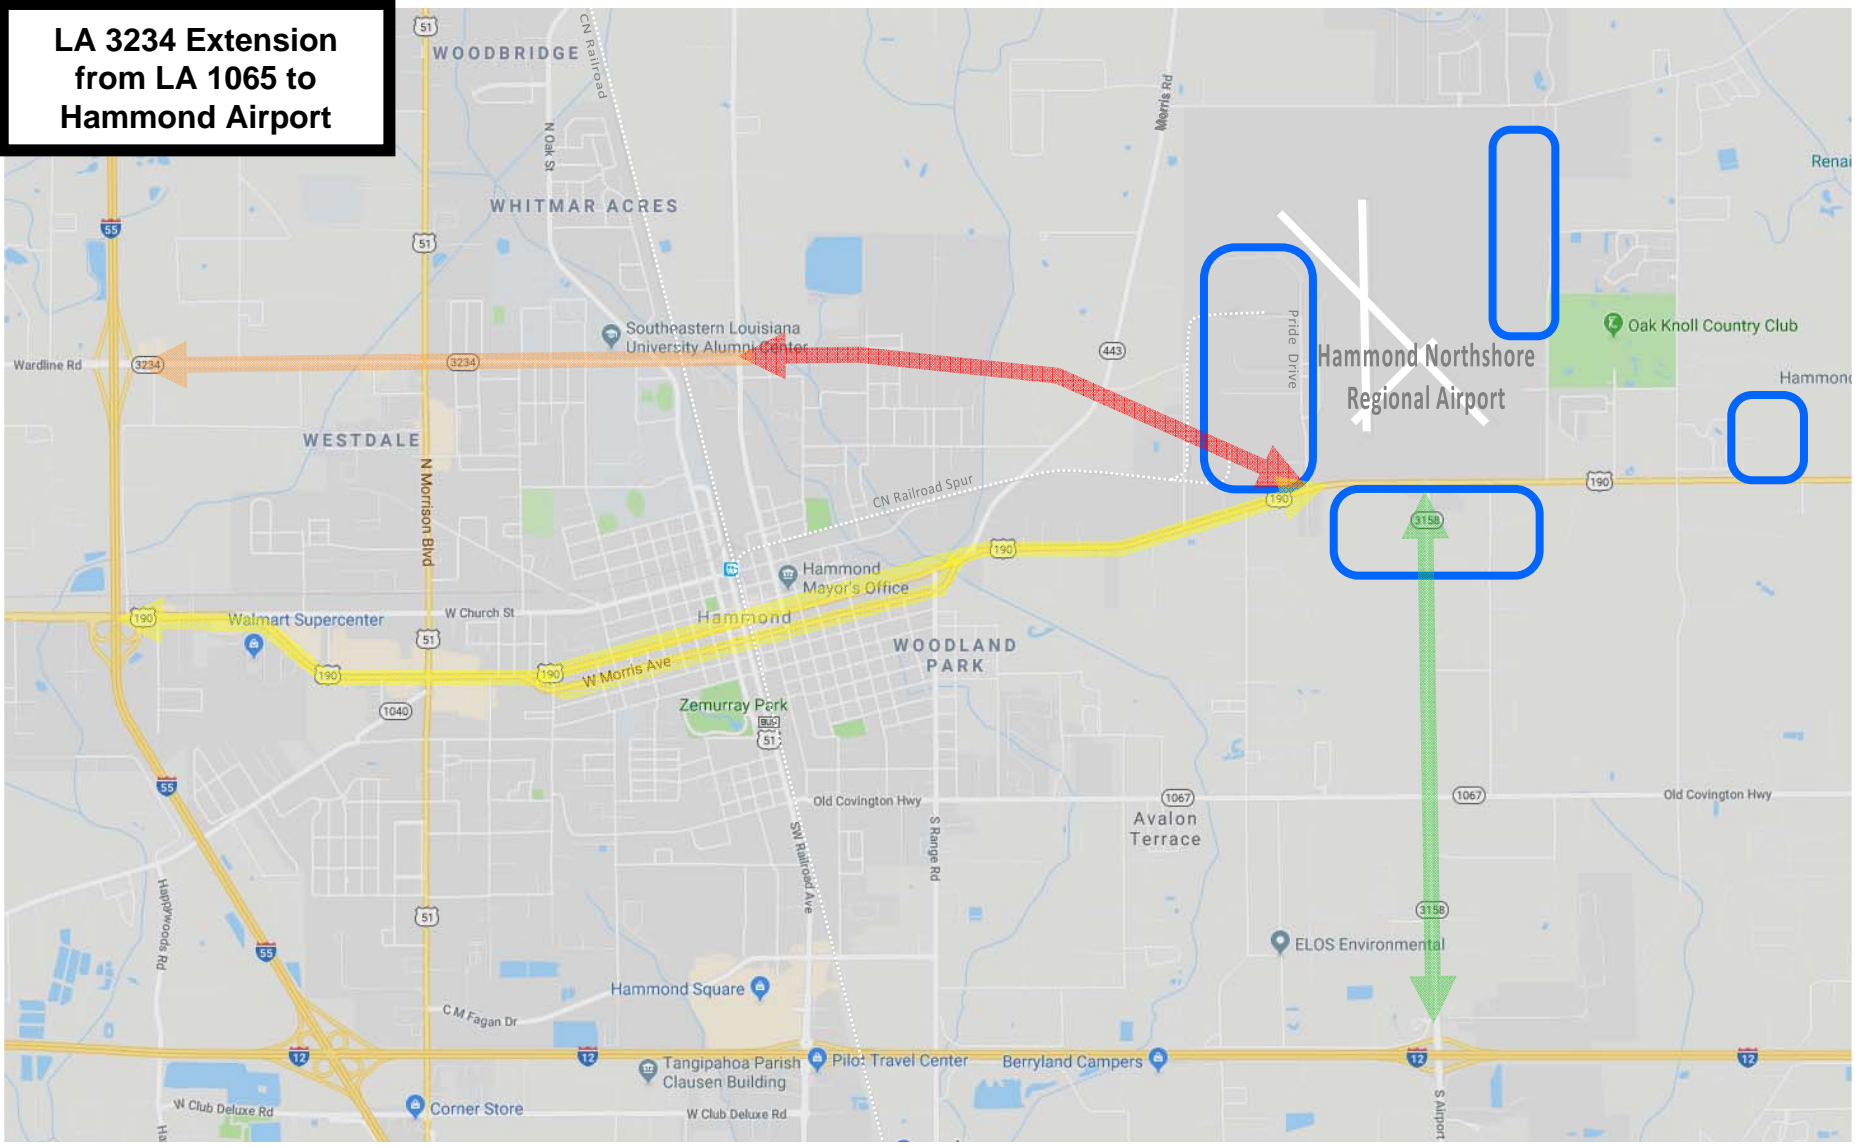 LA 3234 Extension
from LA 1065 to
Hammond Airport
51
WOODBRIDGE
CN Railroad
Morris Rd
N Oak St
Renai
WHITMAR ACRES
55
51
Southeastern Louisiana
University Alumni Center
Pride Drive
Oak Knoll Country Club
Wardline Rd
3234
3234
443
Hammond Northshore
Regional Airport
Hammond
WESTDALE
N Morrison Blvd
CN Railroad Spur
190
190
3158
190
Hammond
Mayor's Office
190
Walmart Supercenter
W Church St
Hammond
51
WOODLAND
PARK
190
190
W Morris Ave
1040
Zemurray Park
BUS
51
55
Old Covington Hwy
1067
1067
Old Covington Hwy
Avalon
Terrace
SW Railroad Ave
S Range Rd
Happywoods Rd
51
3158
55
ELOS Environmental
Hammond Square
C M Fagan Dr
12
12
Tangipahoa Parish
Clausen Building
Pilot Travel Center
Berryland Campers
12
12
W Club Deluxe Rd
Corner Store
W Club Deluxe Rd
S Airport
Ha